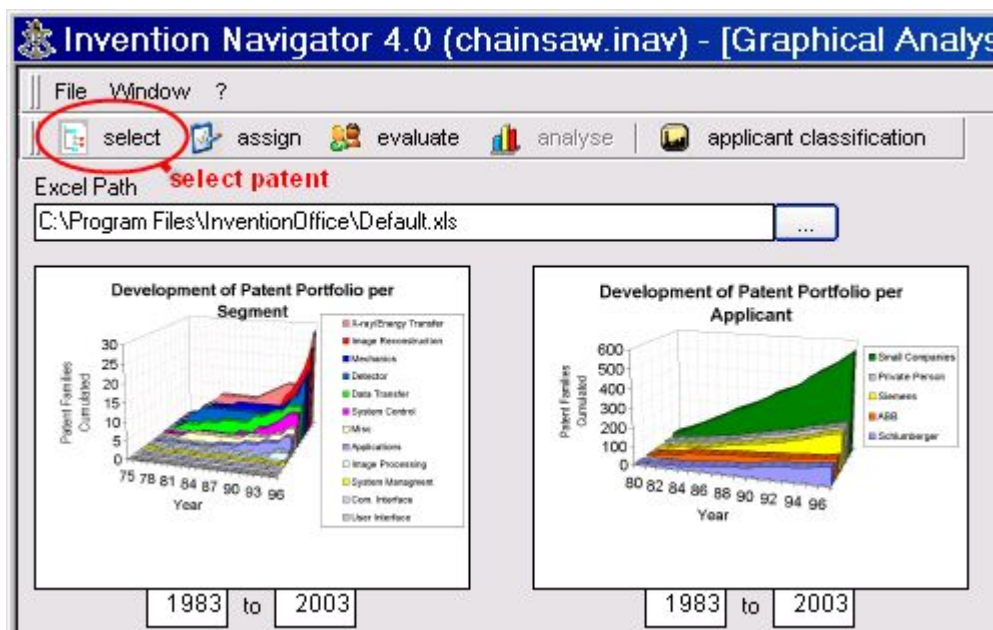 Invention Navigator 4.0 (chainsaw.inav) - [Graphical Analys
File Window ?
select assign evaluate analyse applicant classification
select patent
Excel Path
C:\Program Files\InventionOffice\Default.xls ...
Development of Patent Portfolio per
Segment
Patent Families
Cumulated
30
25
20
15
10
5
0
75 78 81 84 87 90 93 96
Year
X-ray/Energy Transfer
Image Reconstruction
Mechanics
Detector
Data Transfer
System Control
Misc
Applications
Image Processing
System Managment
Com. Interface
User Interface
Development of Patent Portfolio per
Applicant
Patent Families
Cumulated
600
500
400
300
200
100
0
80 82 84 86 88 90 92 94 96
Year
Small Companies
Private Person
Siemens
ABB
Schlumberger
1983 to 2003
1983 to 2003